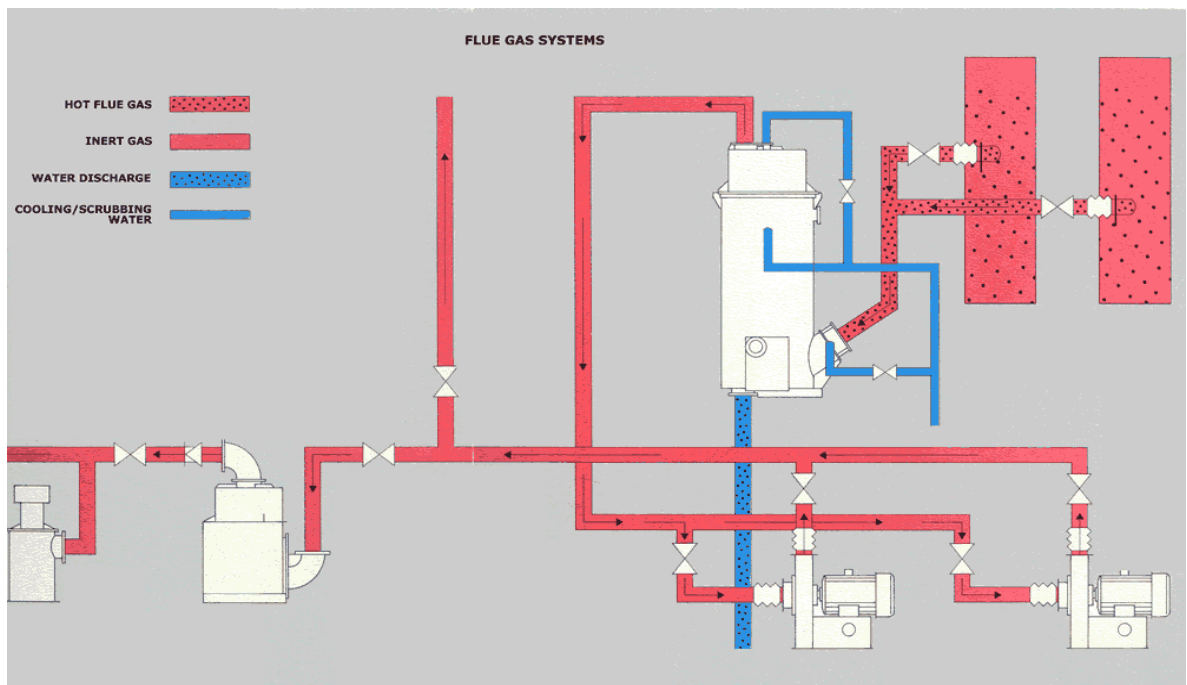 FLUE GAS SYSTEMS
HOT FLUE GAS
INERT GAS
WATER DISCHARGE
COOLING/SCRUBBING
WATER